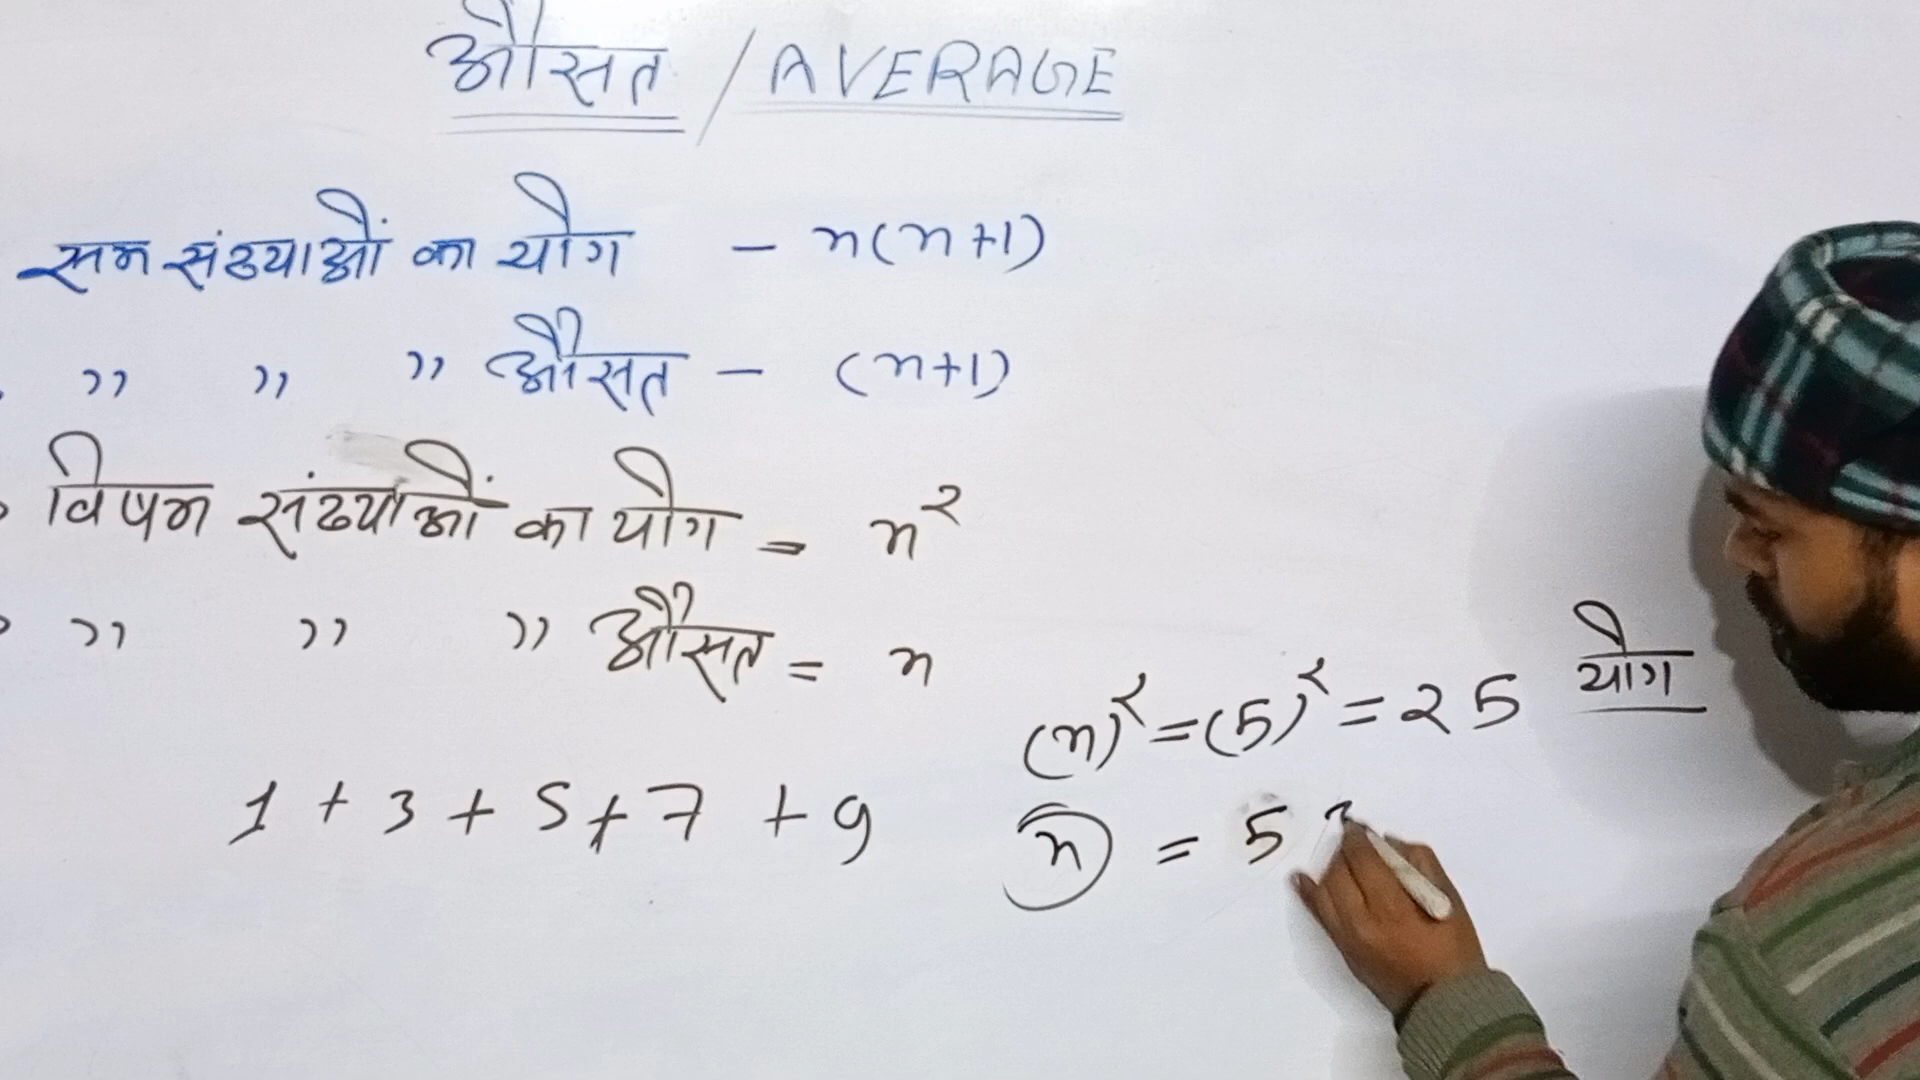 औसत / AVERAGE
सम संख्याओं का योग - n(n+1)
" " " औसत - (n+1)
विषम संख्याओं का योग = n²
" " " औसत = n
(n)² = (5)² = 25 योग
1 + 3 + 5 + 7 + 9
n = 5